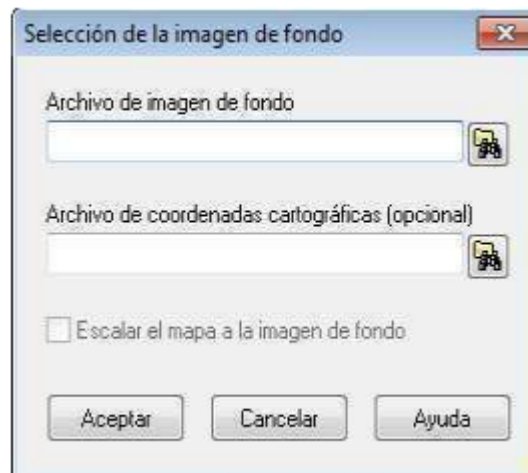 Selección de la imagen de fondo
Archivo de imagen de fondo
Archivo de coordenadas cartográficas (opcional)
Escalar el mapa a la imagen de fondo
Aceptar Cancelar Ayuda